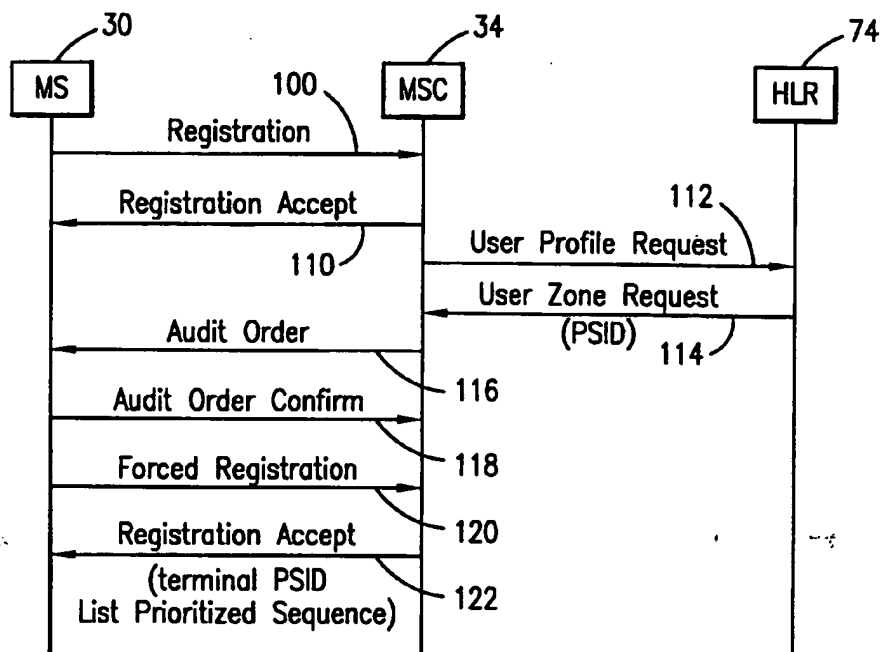 30
34
74
MS
MSC
HLR
100
Registration
Registration Accept
110
112
User Profile Request
User Zone Request
(PSID)
114
Audit Order
116
Audit Order Confirm
118
Forced Registration
120
Registration Accept
(terminal PSID
List Prioritized Sequence)
122